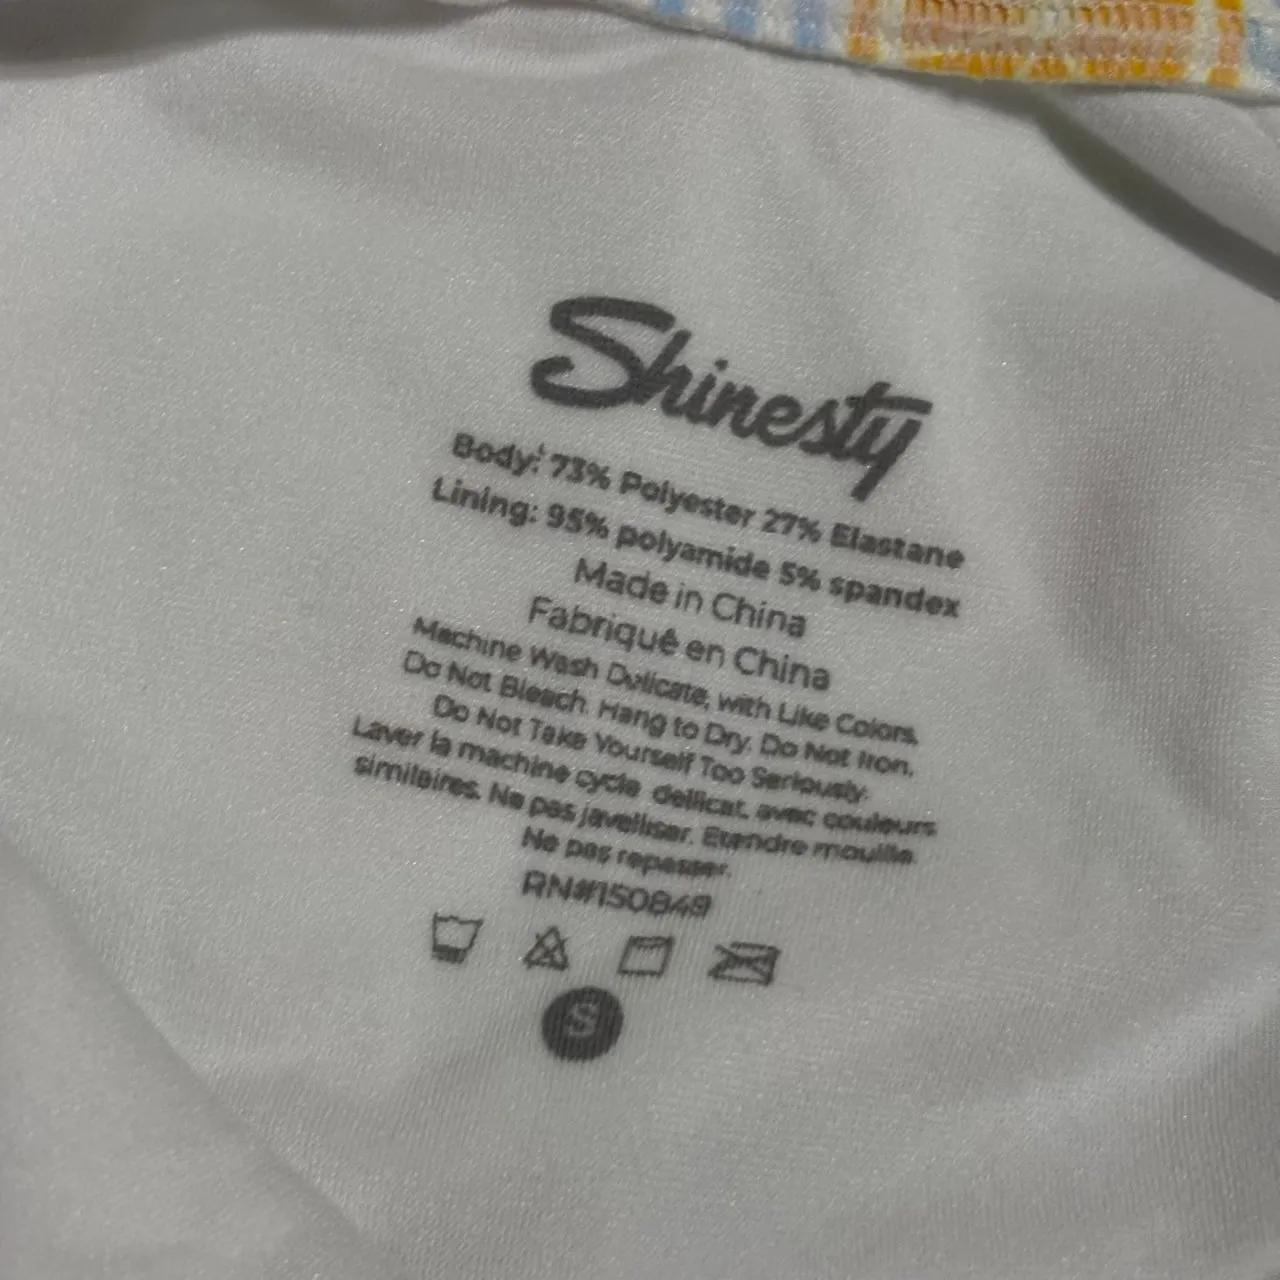 Shinesty
Body: 73% Polyester 27% Elastane
Lining: 95% polyamide 5% spandex
Made in China
Fabriquê en China
Machine Wash Delicate, with Like Colors,
Do Not Bleach. Hang to Dry. Do Not Iron.
Do Not Take Yourself Too Seriously.
Laver la machine cycle dellicat, avec couleurs
similaires. Ne pas javelliser. Etendre mouille
Ne pas repasser.
RN#150849
S